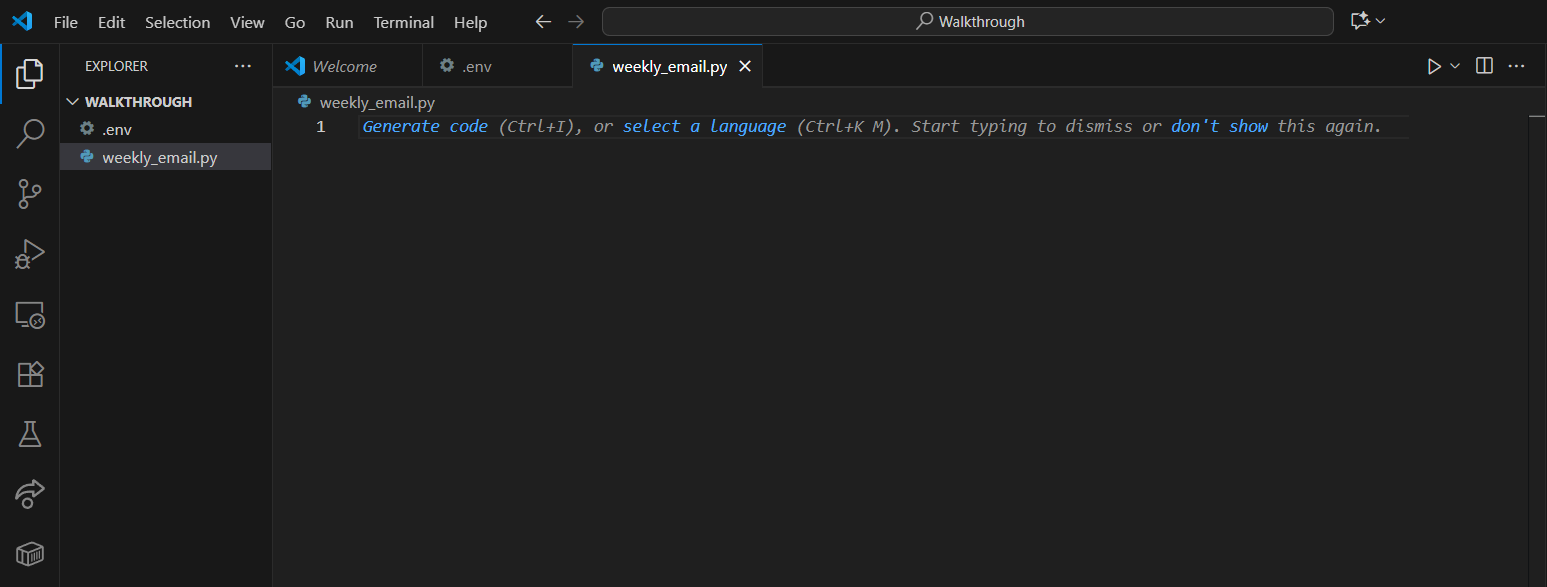 File Edit Selection View Go Run Terminal Help
Walkthrough
EXPLORER
WALKTHROUGH
.env
weekly_email.py
Welcome
.env
weekly_email.py
weekly_email.py
1 Generate code (Ctrl+I), or select a language (Ctrl+K M). Start typing to dismiss or don't show this again.